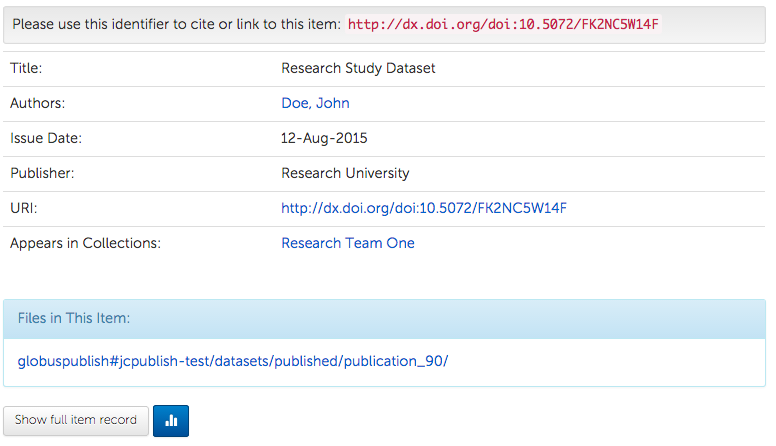 Please use this identifier to cite or link to this item: http://dx.doi.org/doi:10.5072/FK2NC5W14F
Title: Research Study Dataset
Authors: Doe, John
Issue Date: 12-Aug-2015
Publisher: Research University
URI: http://dx.doi.org/doi:10.5072/FK2NC5W14F
Appears in Collections: Research Team One
Files in This Item:
globuspublish#jcpublish-test/datasets/published/publication_90/
Show full item record